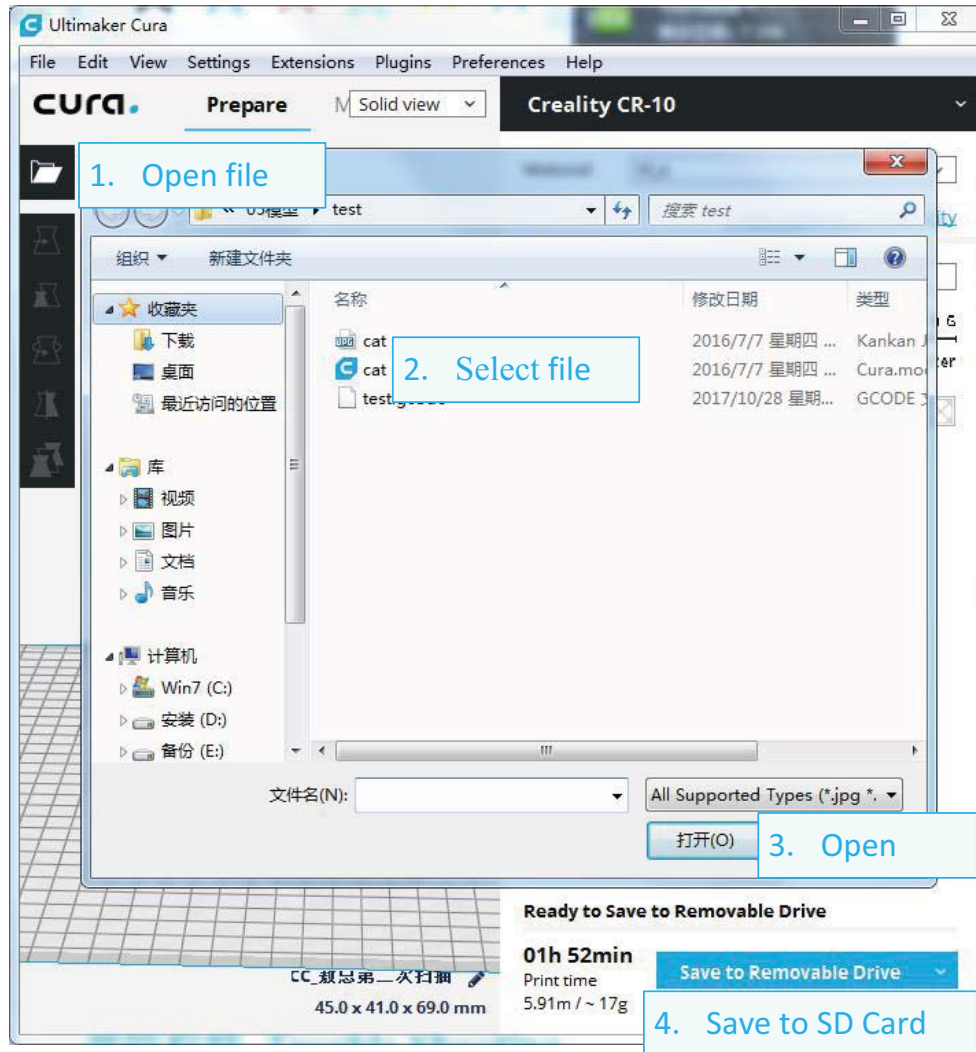 Ultimaker Cura
File Edit View Settings Extensions Plugins Preferences Help
cura. Prepare M Solid view Creality CR-10
1. Open file
« 05模型 ▸ test 搜索 test ity
组织 新建文件夹
收藏夹 名称 修改日期 类型
下载 cat 2016/7/7 星期四 ... Kankan J
桌面 cat 2. Select file 2016/7/7 星期四 ... Cura.mo
最近访问的位置 test.gcode 2017/10/28 星期... GCODE
库
视频
图片
文档
音乐
计算机
Win7 (C:)
安装 (D:)
备份 (E:)
文件名(N): All Supported Types (*.jpg *.
打开(O) 3. Open
Ready to Save to Removable Drive
01h 52min
Print time Save to Removable Drive
45.0 x 41.0 x 69.0 mm 5.91m / ~ 17g
4. Save to SD Card